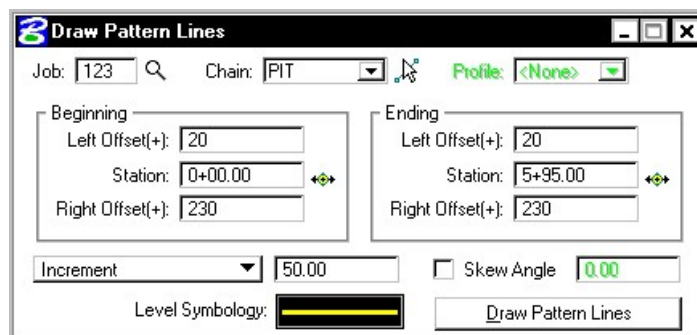 Draw Pattern Lines
Job: 123 Chain: PIT Profile: <None>
Beginning
Left Offset(+): 20
Station: 0+00.00
Right Offset(+): 230
Ending
Left Offset(+): 20
Station: 5+95.00
Right Offset(+): 230
Increment 50.00 Skew Angle 0.00
Level Symbology: Draw Pattern Lines